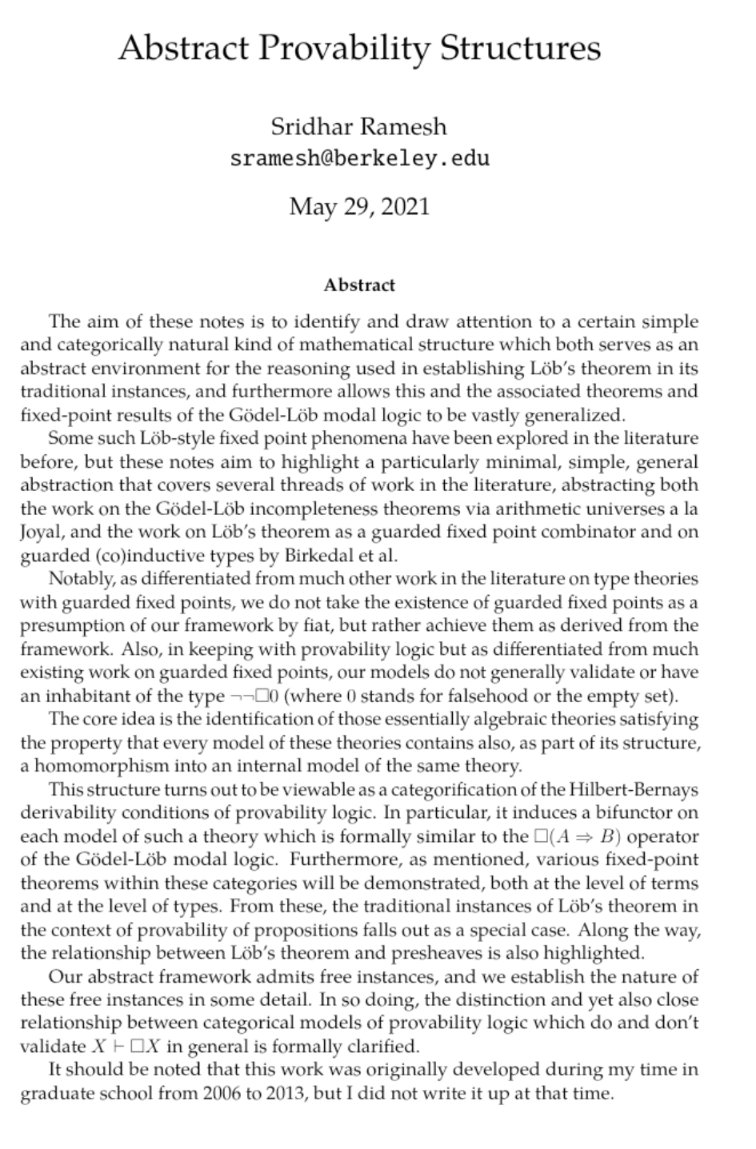 Abstract Provability Structures
Sridhar Ramesh
sramesh@berkeley.edu
May 29, 2021
Abstract
The aim of these notes is to identify and draw attention to a certain simple
and categorically natural kind of mathematical structure which both serves as an
abstract environment for the reasoning used in establishing Löb's theorem in its
traditional instances, and furthermore allows this and the associated theorems and
fixed-point results of the Gödel-Löb modal logic to be vastly generalized.
Some such Löb-style fixed point phenomena have been explored in the literature
before, but these notes aim to highlight a particularly minimal, simple, general
abstraction that covers several threads of work in the literature, abstracting both
the work on the Gödel-Löb incompleteness theorems via arithmetic universes a la
Joyal, and the work on Löb's theorem as a guarded fixed point combinator and on
guarded (co)inductive types by Birkedal et al.
Notably, as differentiated from much other work in the literature on type theories
with guarded fixed points, we do not take the existence of guarded fixed points as a
presumption of our framework by fiat, but rather achieve them as derived from the
framework. Also, in keeping with provability logic but as differentiated from much
existing work on guarded fixed points, our models do not generally validate or have
an inhabitant of the type ¬¬□0 (where 0 stands for falsehood or the empty set).
The core idea is the identification of those essentially algebraic theories satisfying
the property that every model of these theories contains also, as part of its structure,
a homomorphism into an internal model of the same theory.
This structure turns out to be viewable as a categorification of the Hilbert-Bernays
derivability conditions of provability logic. In particular, it induces a bifunctor on
each model of such a theory which is formally similar to the □(A ⇒ B) operator
of the Gödel-Löb modal logic. Furthermore, as mentioned, various fixed-point
theorems within these categories will be demonstrated, both at the level of terms
and at the level of types. From these, the traditional instances of Löb's theorem in
the context of provability of propositions falls out as a special case. Along the way,
the relationship between Löb's theorem and presheaves is also highlighted.
Our abstract framework admits free instances, and we establish the nature of
these free instances in some detail. In so doing, the distinction and yet also close
relationship between categorical models of provability logic which do and don't
validate X ⊢ □X in general is formally clarified.
It should be noted that this work was originally developed during my time in
graduate school from 2006 to 2013, but I did not write it up at that time.